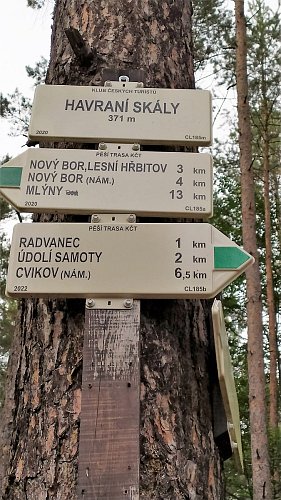 KLUB ČESKÝCH TURISTŮ
HAVRANÍ SKÁLY
371 m
2020 CL185m
PĚŠÍ TRASA KČT
NOVÝ BOR, LESNÍ HŘBITOV 3 km
NOVÝ BOR (NÁM.) 4 km
MLÝNY 13 km
2020 CL185a
PĚŠÍ TRASA KČT
RADVANEC 1 km
ÚDOLÍ SAMOTY 2 km
CVIKOV (NÁM.) 6,5 km
2022 CL185b